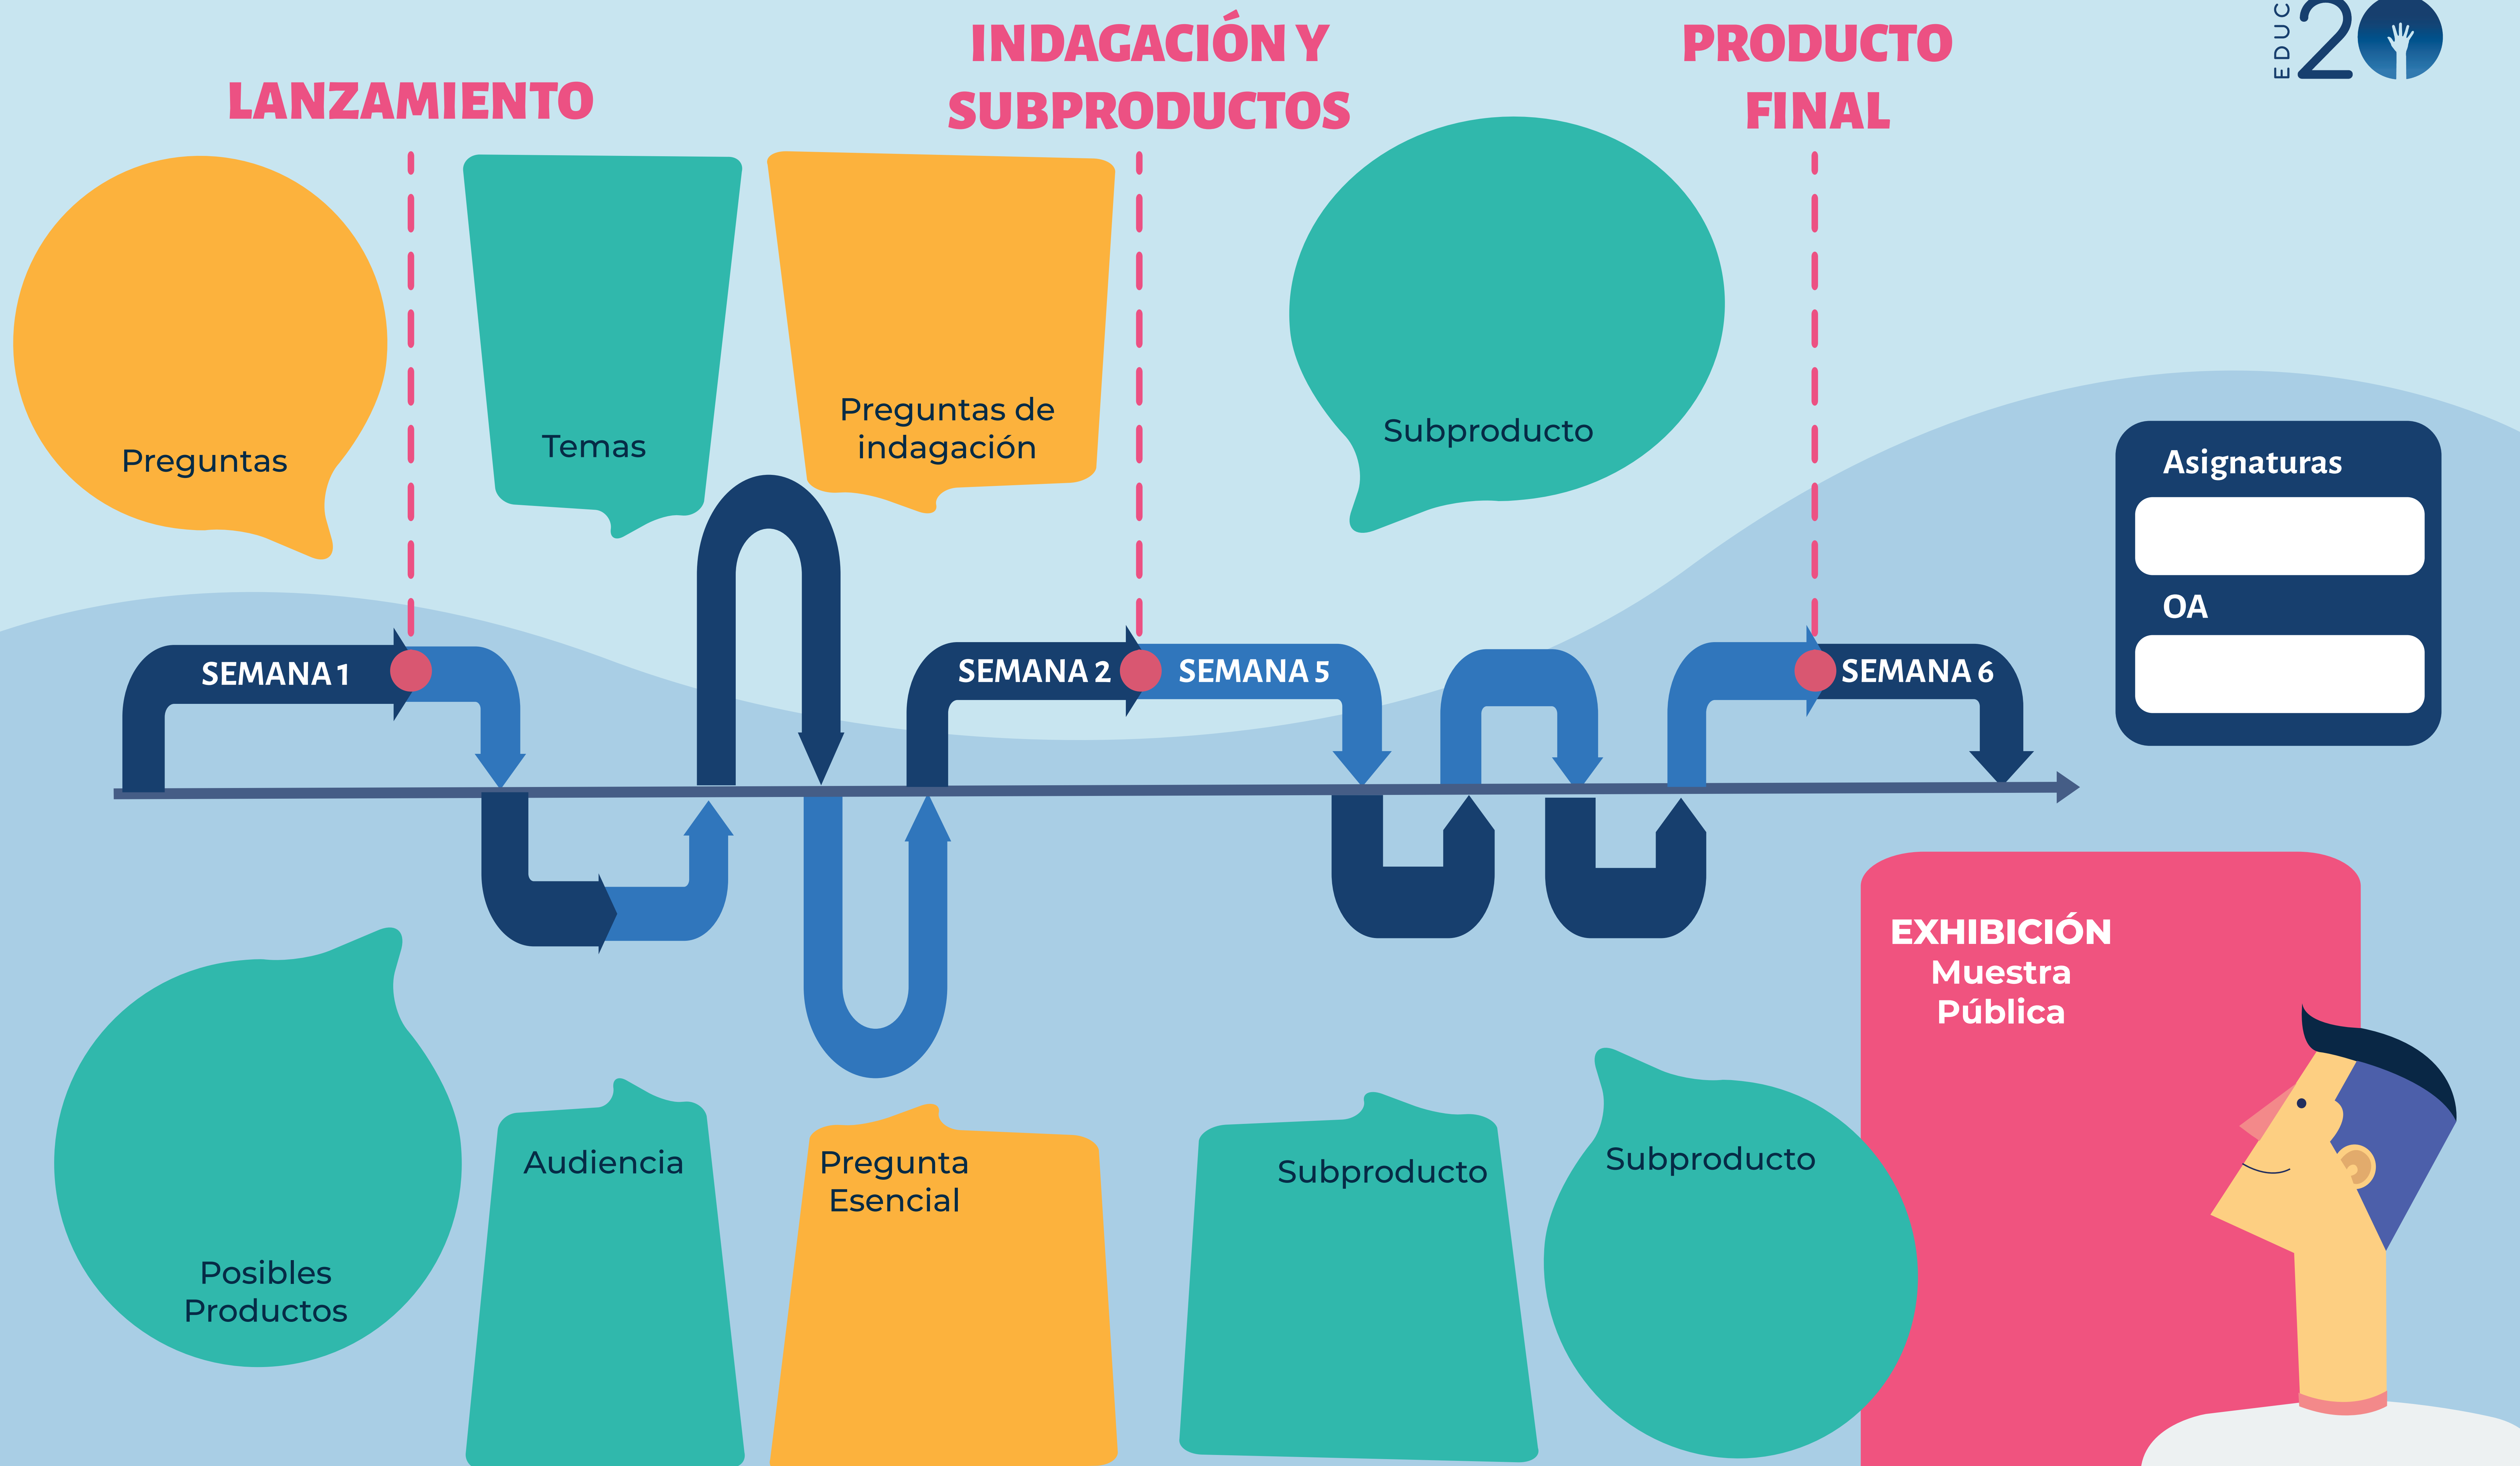 LANZAMIENTO
INDAGACIÓN Y
SUBPRODUCTOS
PRODUCTO
FINAL
EDUC
20
Preguntas
Temas
Preguntas de
indagación
Subproducto
Asignaturas
OA
SEMANA 1
SEMANA 2
SEMANA 5
SEMANA 6
Posibles
Productos
Audiencia
Pregunta
Esencial
Subproducto
Subproducto
EXHIBICIÓN
Muestra
Pública